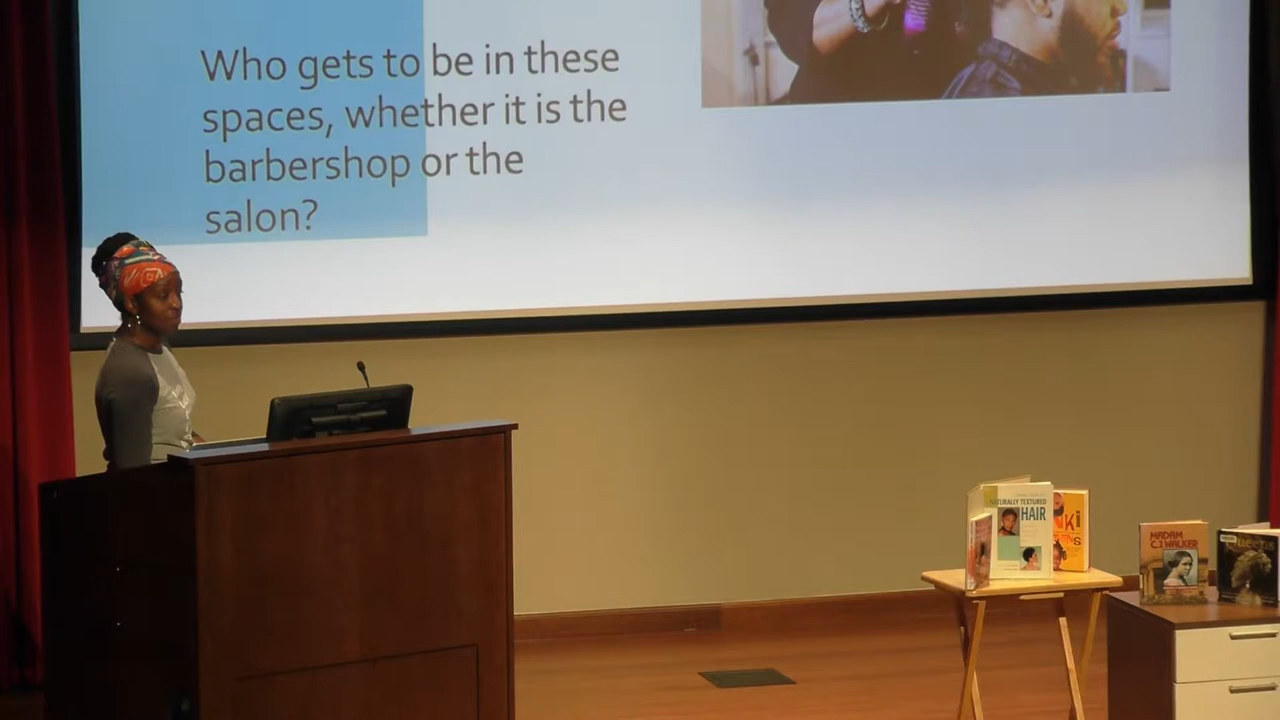 Who gets to be in these
spaces, whether it is the
barbershop or the
salon?
NATURALLY TEXTURED
HAIR
MADAM
C.J. WALKER